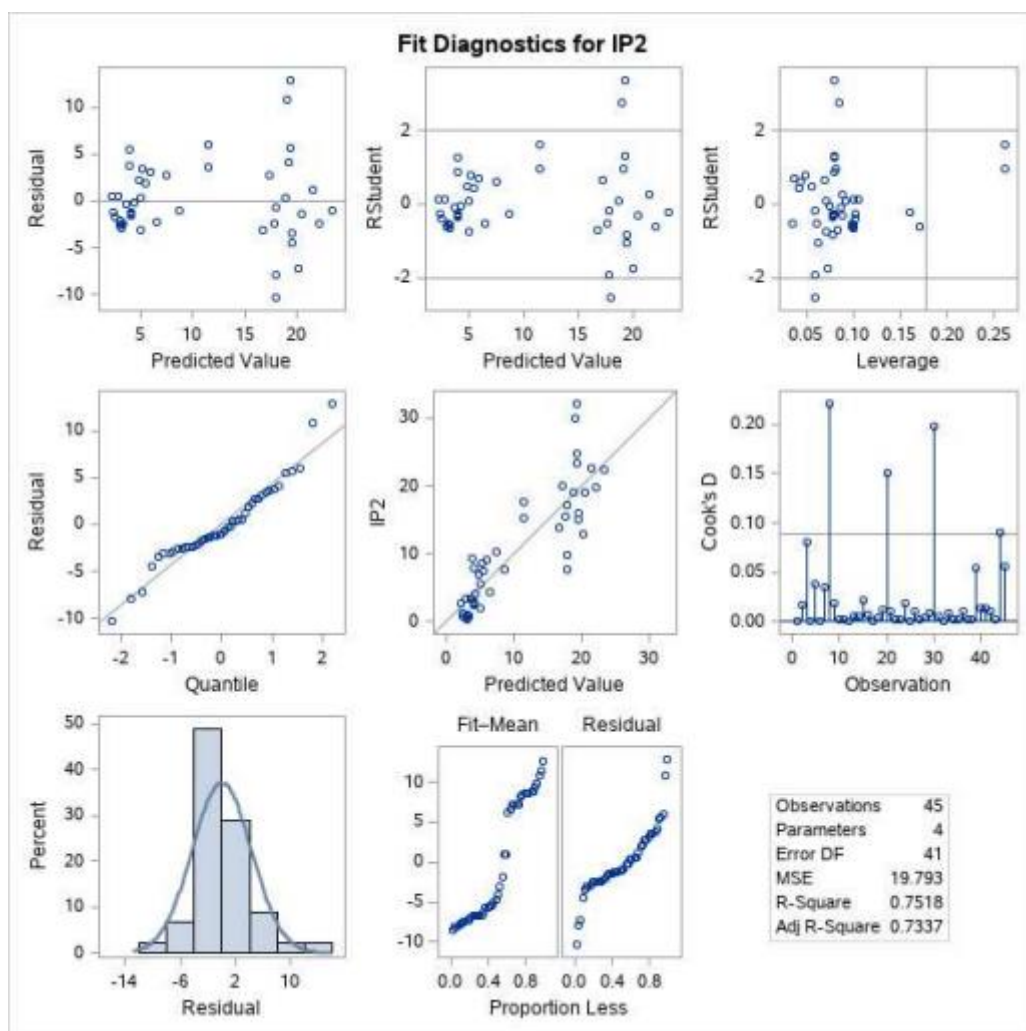 Fit Diagnostics for IP2
Residual
10
5
0
-5
-10
5 10 15 20
Predicted Value
RStudent
2
0
-2
5 10 15 20
Predicted Value
RStudent
2
0
-2
0.05 0.10 0.15 0.20 0.25
Leverage
Residual
10
5
0
-5
-10
-2 -1 0 1 2
Quantile
IP2
30
20
10
0
0 10 20 30
Predicted Value
Cook's D
0.20
0.15
0.10
0.05
0.00
0 10 20 30 40
Observation
Percent
50
40
30
20
10
0
-14 -6 2 10
Residual
Fit–Mean Residual
10
5
0
-5
-10
0.0 0.4 0.8 0.0 0.4 0.8
Proportion Less
Observations 45
Parameters 4
Error DF 41
MSE 19.793
R-Square 0.7518
Adj R-Square 0.7337